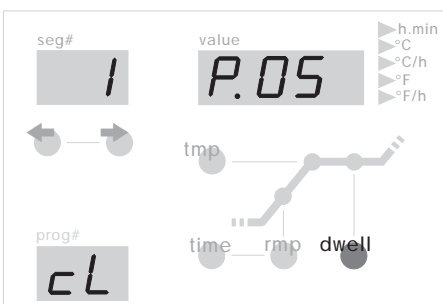 seg#
1
value
P.05
h.min
°C
°C/h
°F
°F/h
tmp
prog#
cL
time rmp dwell